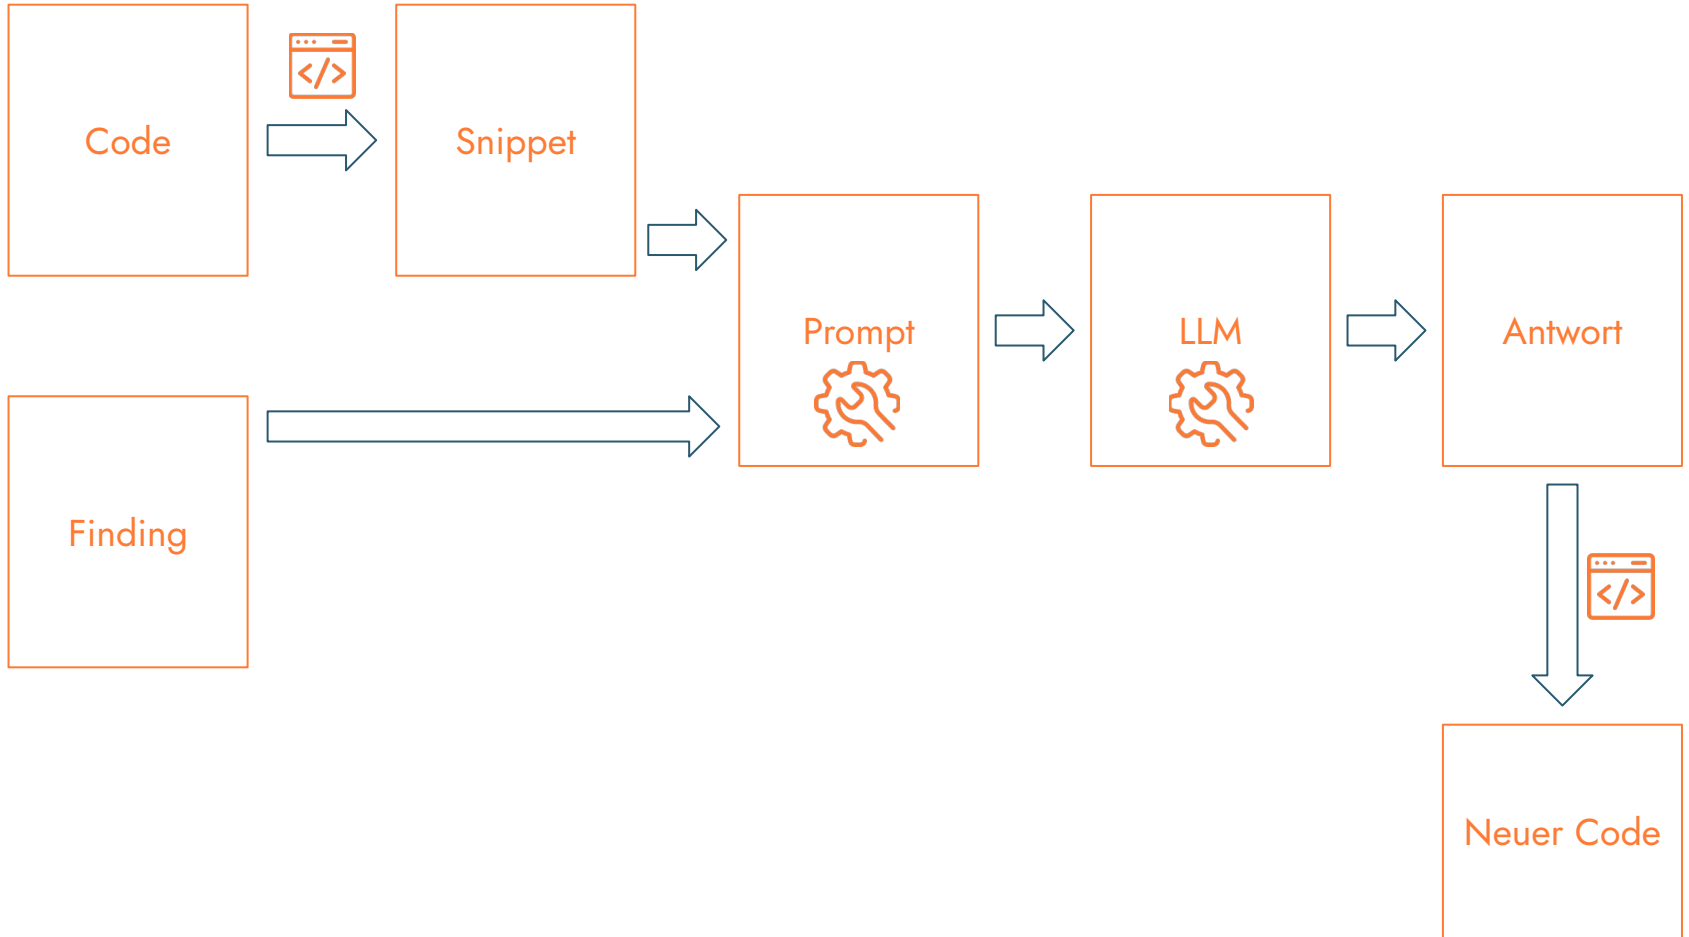 Code
Snippet
Prompt
LLM
Antwort
Finding
Neuer Code